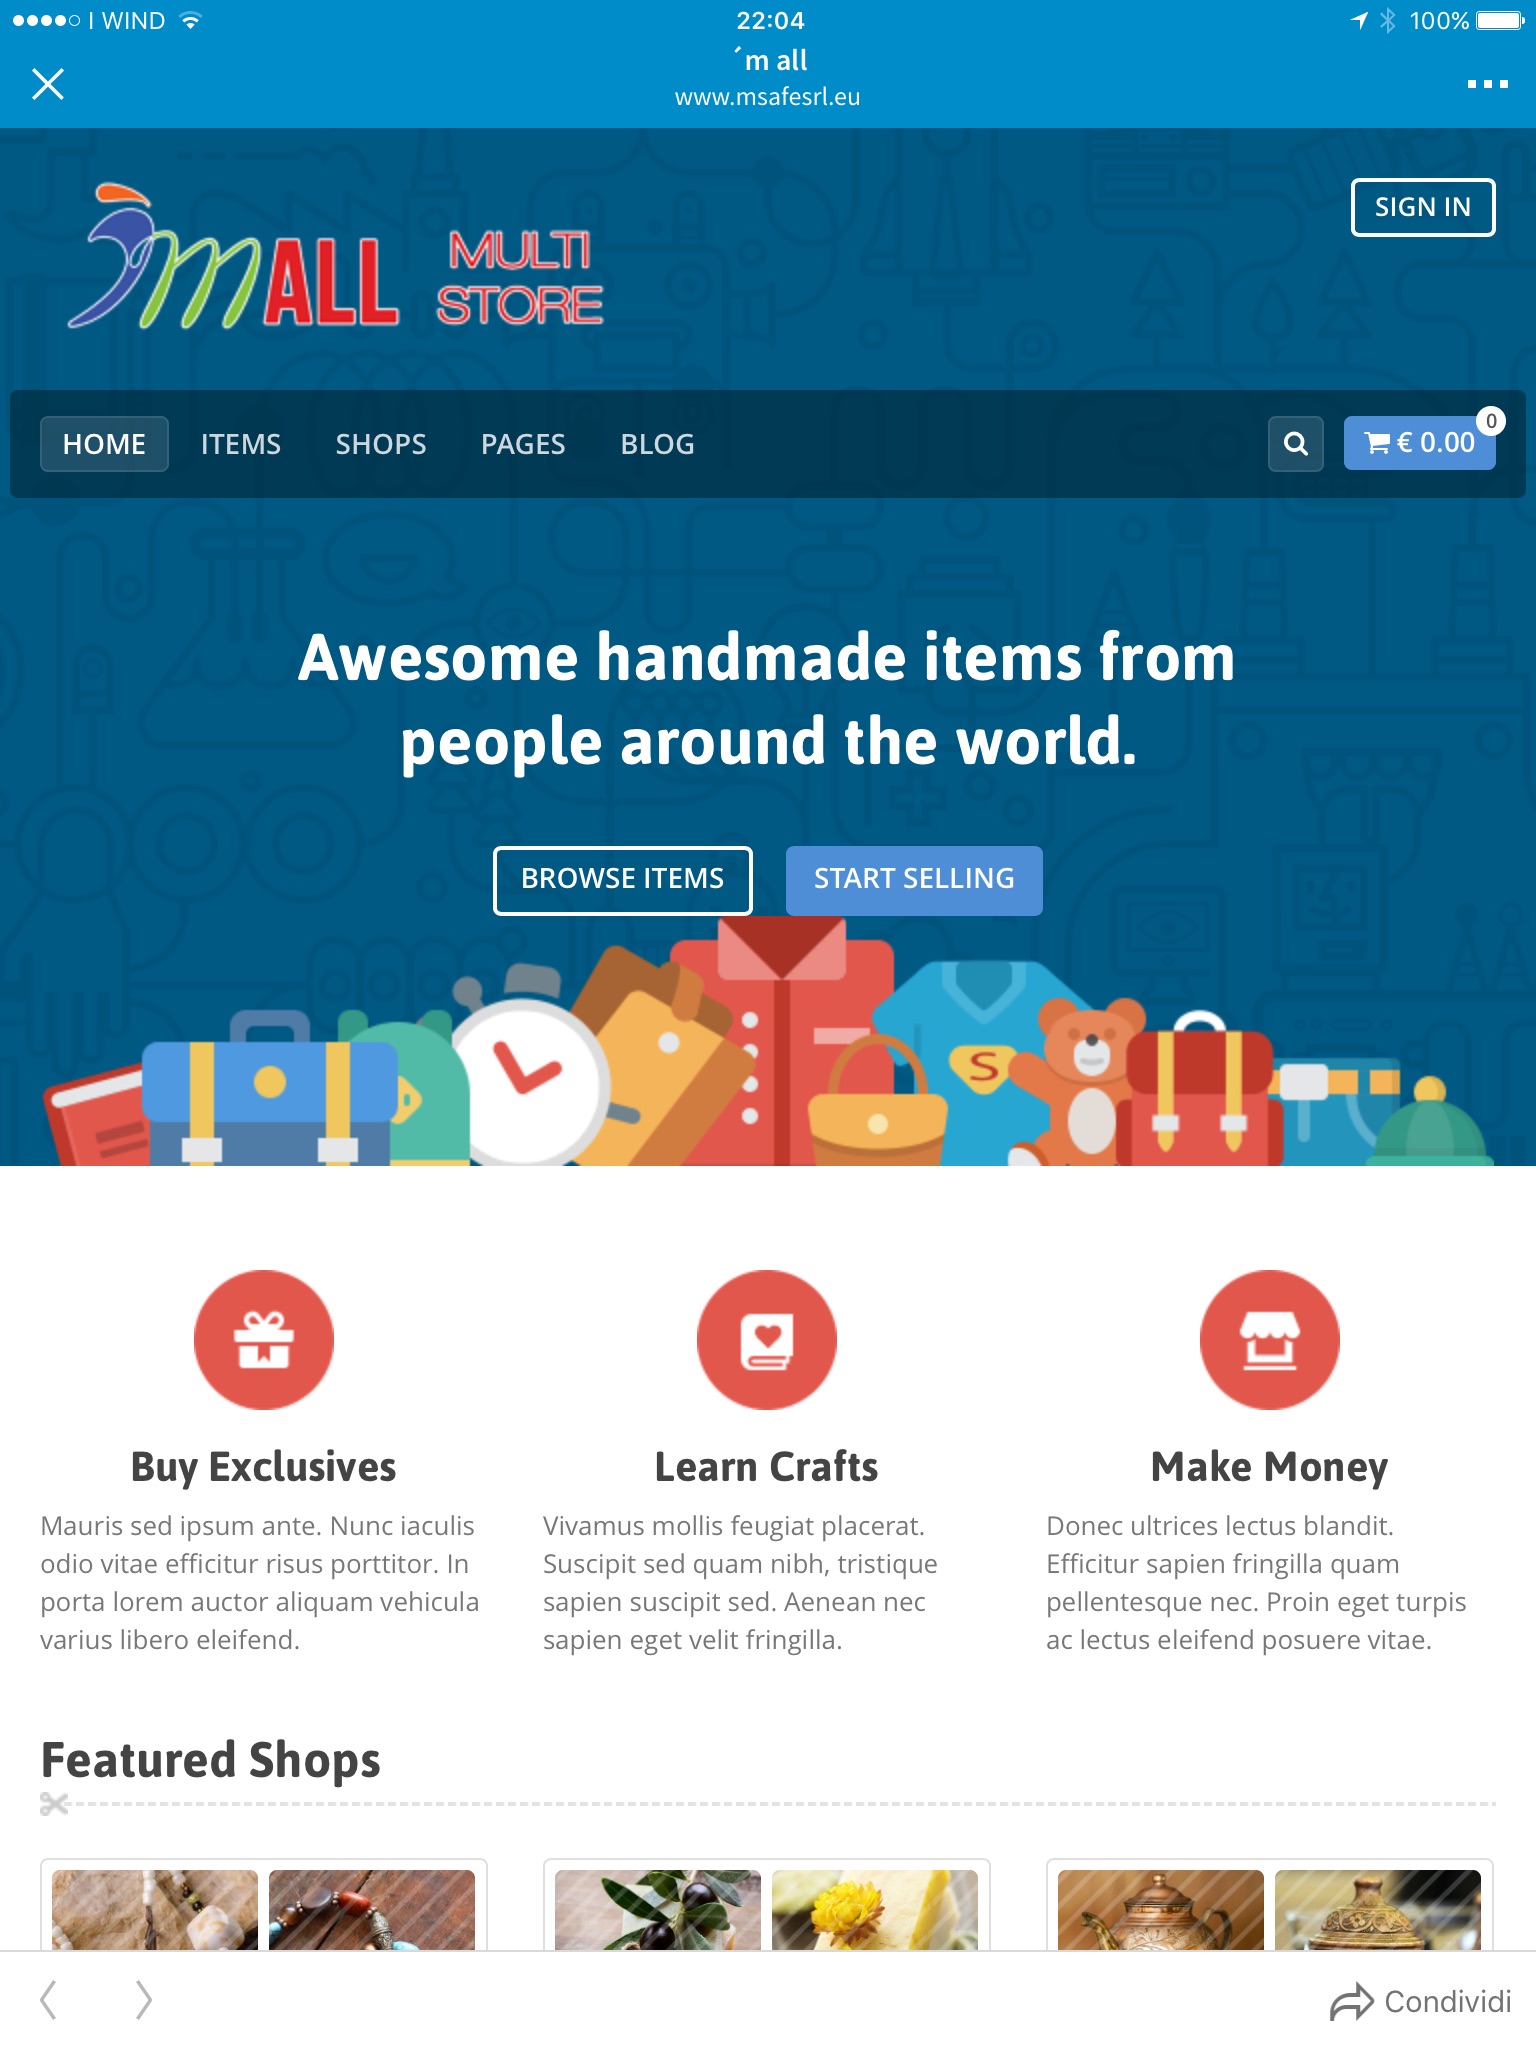 I WIND
22:04
100%
´m all
www.msafesrl.eu
ımALL MULTI STORE
SIGN IN
HOME ITEMS SHOPS PAGES BLOG
€ 0.00
0
Awesome handmade items from
people around the world.
BROWSE ITEMS
START SELLING
S
Buy Exclusives
Mauris sed ipsum ante. Nunc iaculis
odio vitae efficitur risus porttitor. In
porta lorem auctor aliquam vehicula
varius libero eleifend.
Learn Crafts
Vivamus mollis feugiat placerat.
Suscipit sed quam nibh, tristique
sapien suscipit sed. Aenean nec
sapien eget velit fringilla.
Make Money
Donec ultrices lectus blandit.
Efficitur sapien fringilla quam
pellentesque nec. Proin eget turpis
ac lectus eleifend posuere vitae.
Featured Shops
Condividi